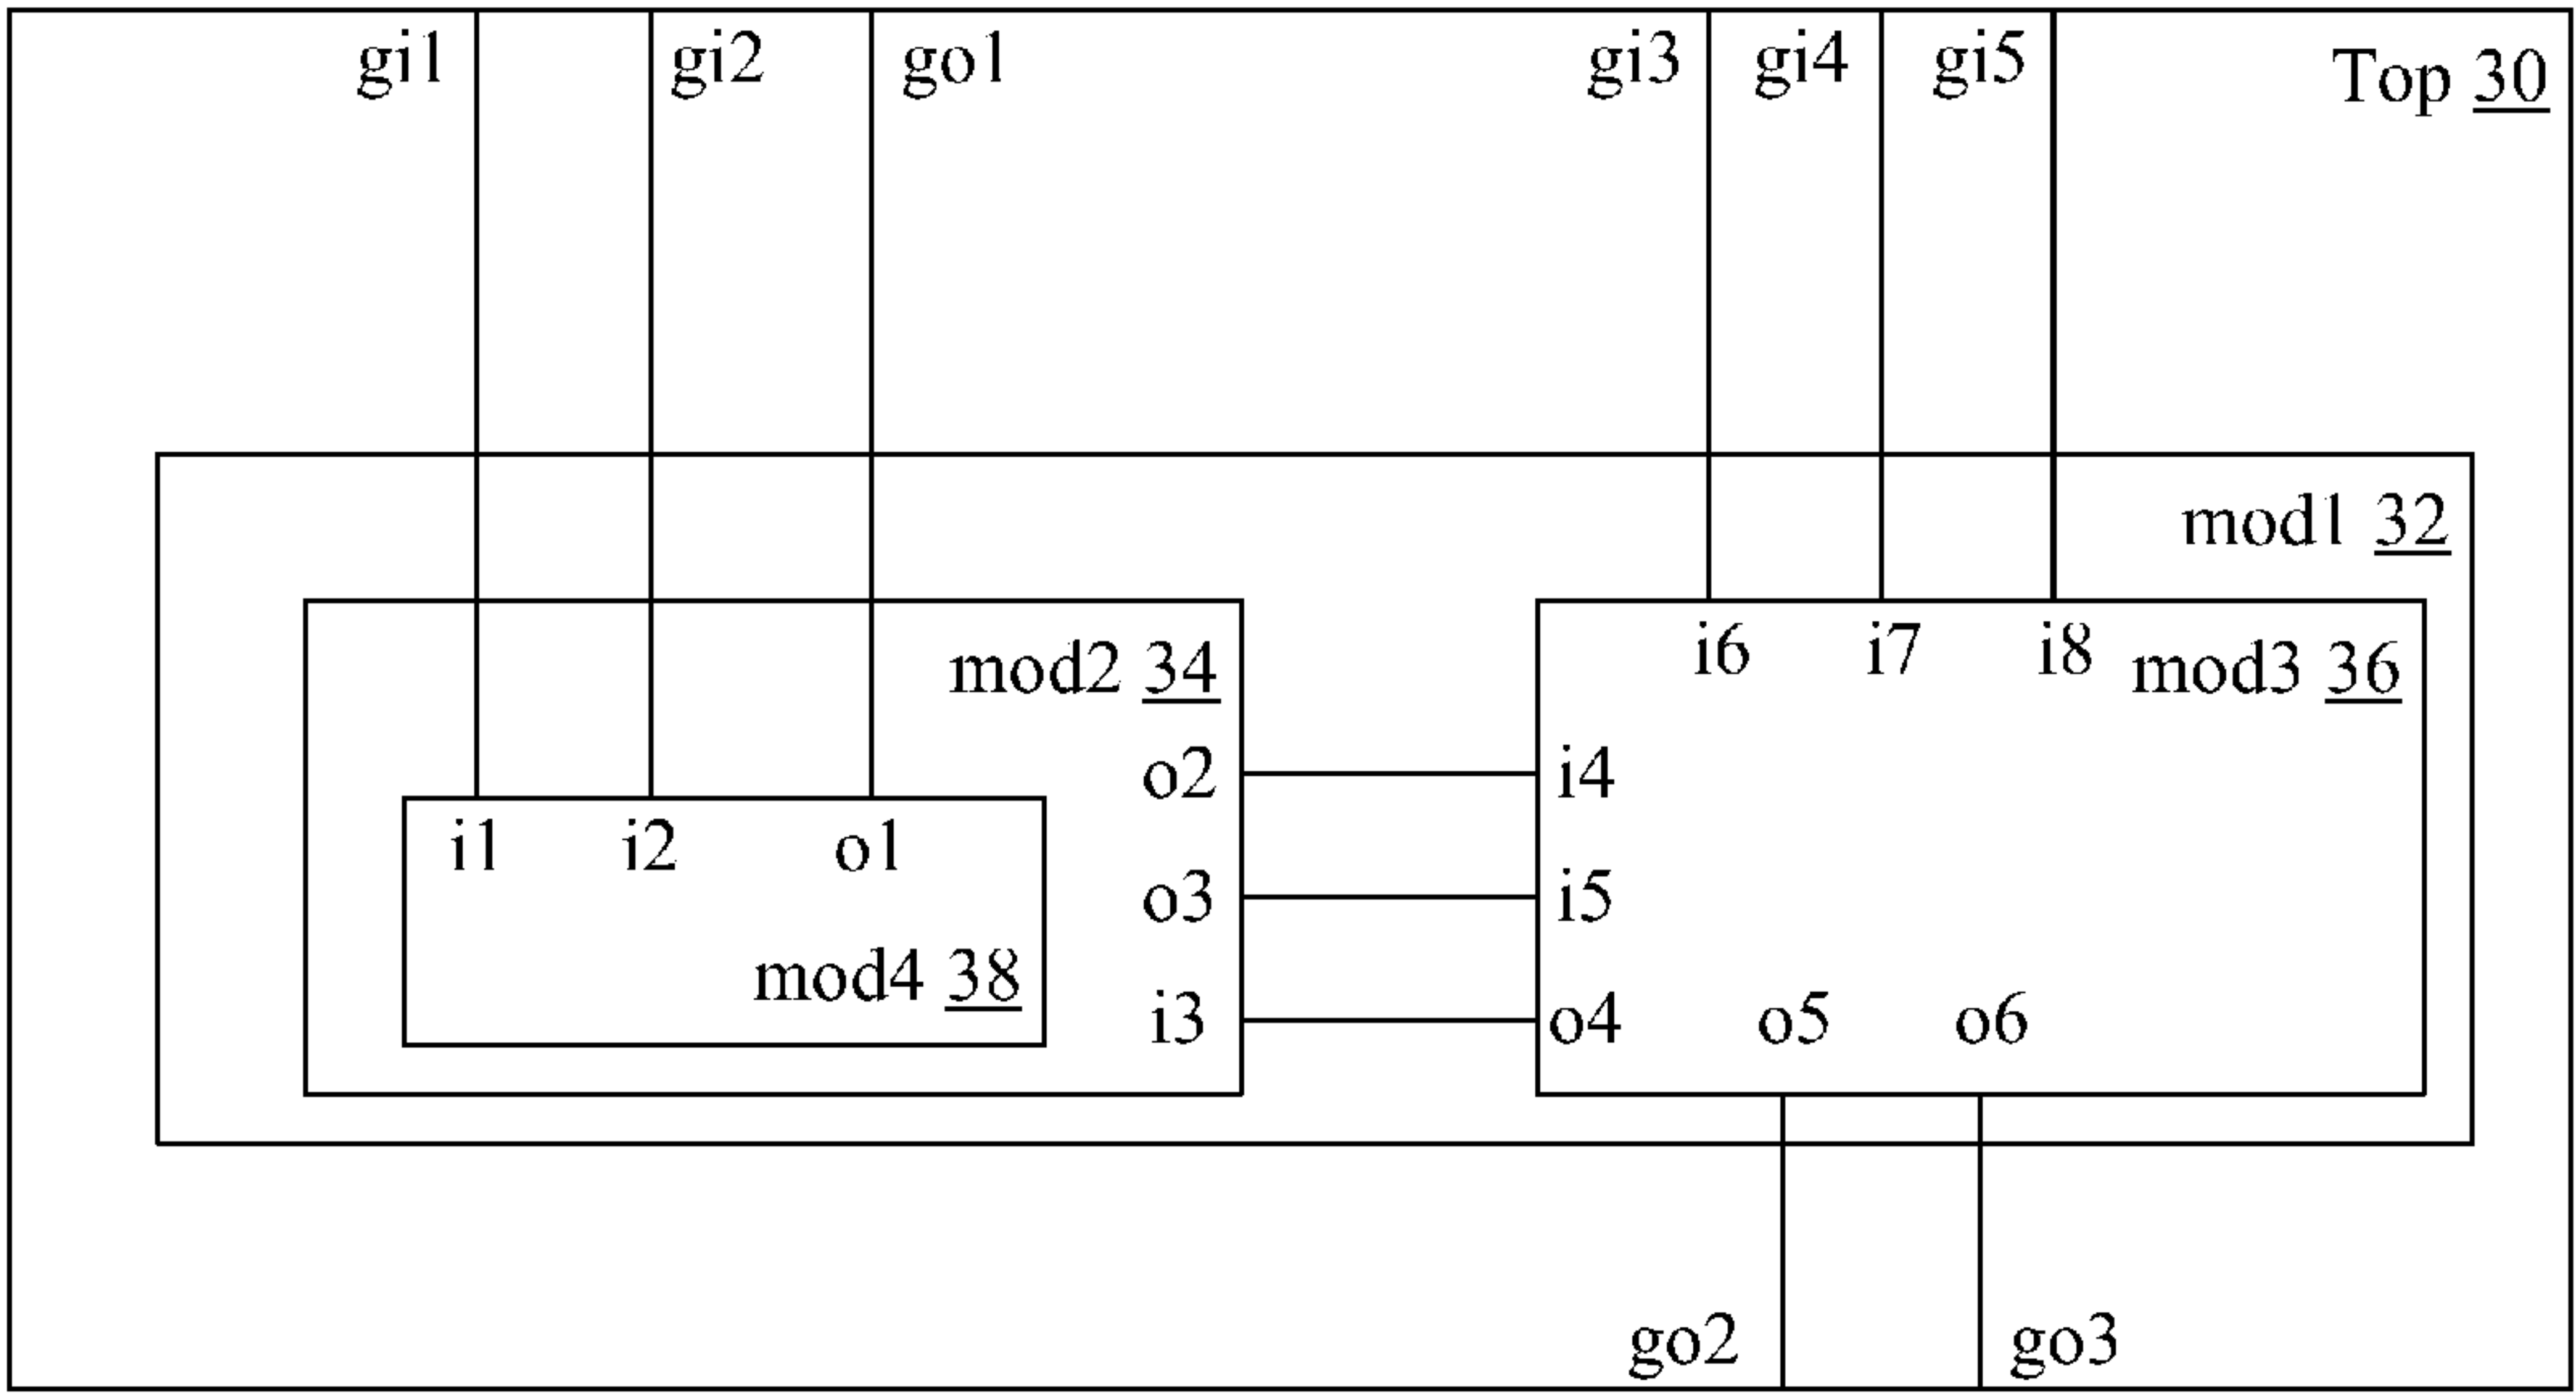 gi1 gi2 go1 gi3 gi4 gi5 Top 30
mod1 32
mod2 34
i6 i7 i8 mod3 36
o2 i4
i1 i2 o1
o3 i5
mod4 38
i3 o4 o5 o6
go2 go3